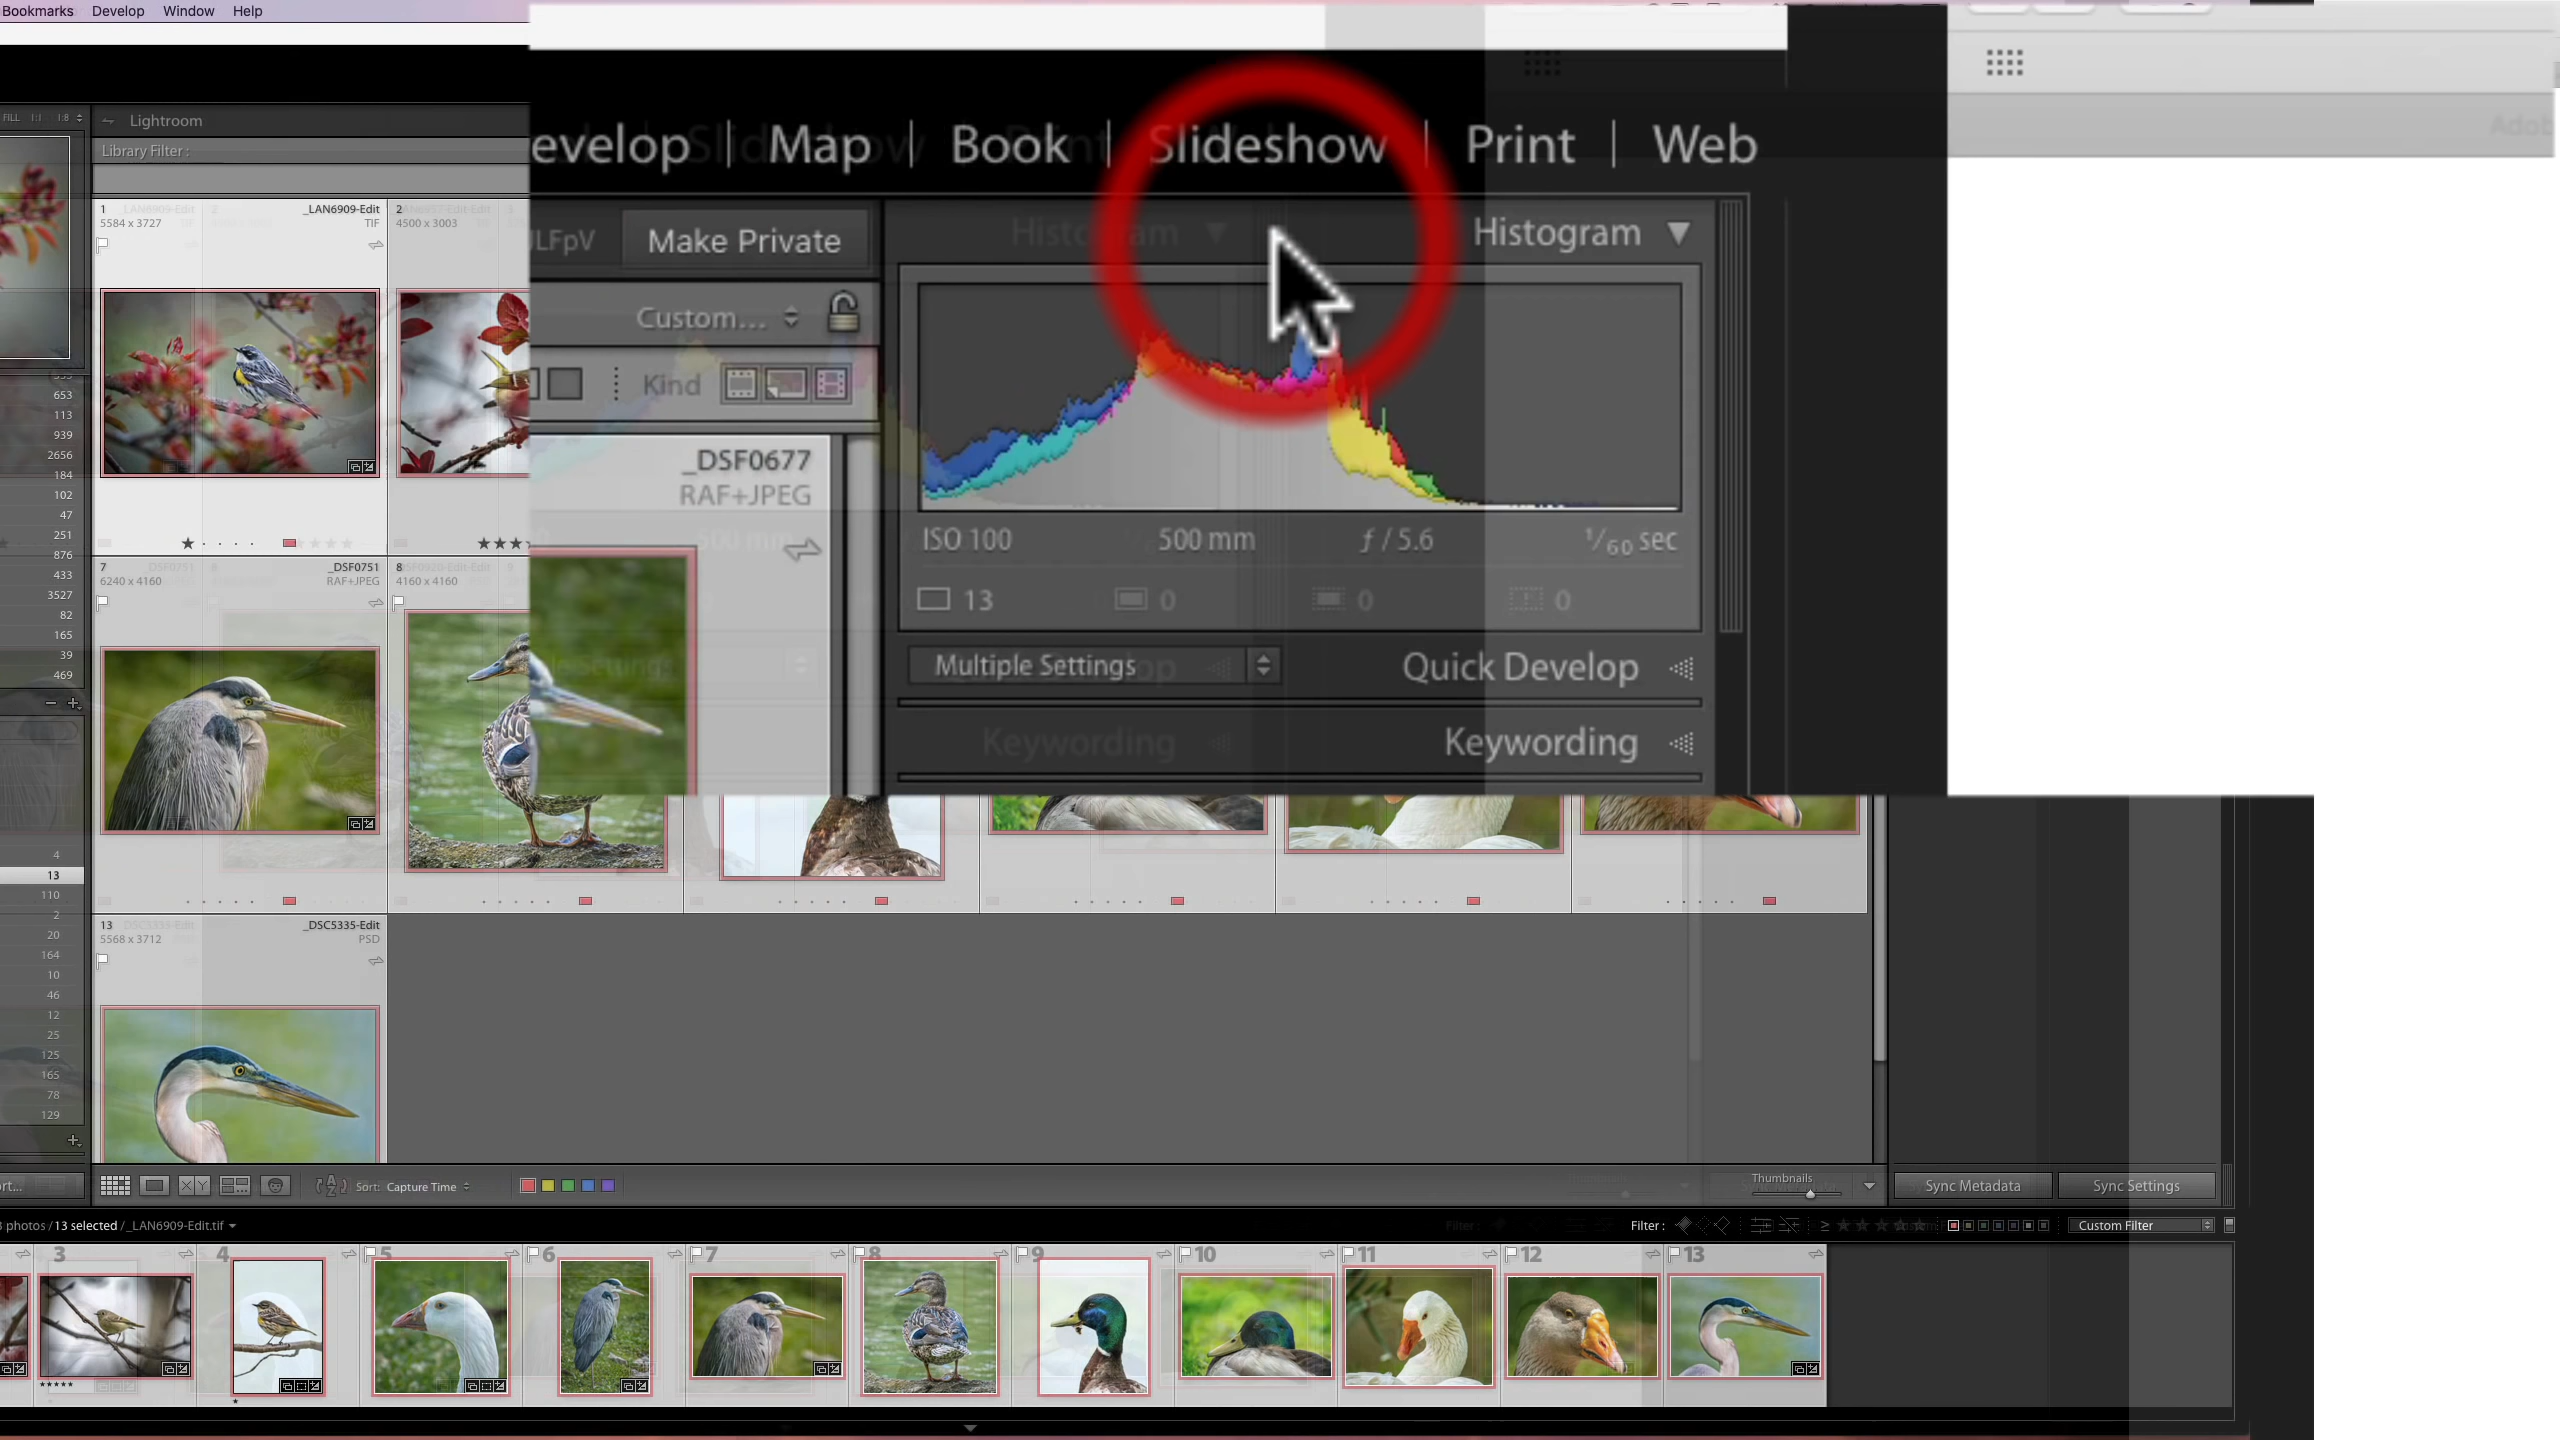 Bookmarks Develop Window Help
evelop | Map | Book | Slideshow | Print | Web
FILL 1:1 1:8
Lightroom
Library Filter :
Make Private
Histogram
Custom...
Kind
1 _LAN6909-Edit 2
5584 x 3727 TIF 4500 x 3003
_DSF0677
RAF+JPEG
ISO 100 500 mm ƒ / 5.6 1/60 sec
13 0 0 0
Multiple Settings Quick Develop
Keywording
653
113
939
2656
184
102
47
251
876
433
3527
82
165
39
469
7 _DSF0751 8
6240 x 4160 RAF+JPEG 4160 x 4160
4
13
110
2
20
164
10
46
12
25
125
165
78
129
13 _DSC5335-Edit
5568 x 3712 PSD
XY Sort: Capture Time
Thumbnails
Sync Metadata Sync Settings
photos / 13 selected / _LAN6909-Edit.tif
Filter : Custom Filter
3 4 5 6 7 8 9 10 11 12 13